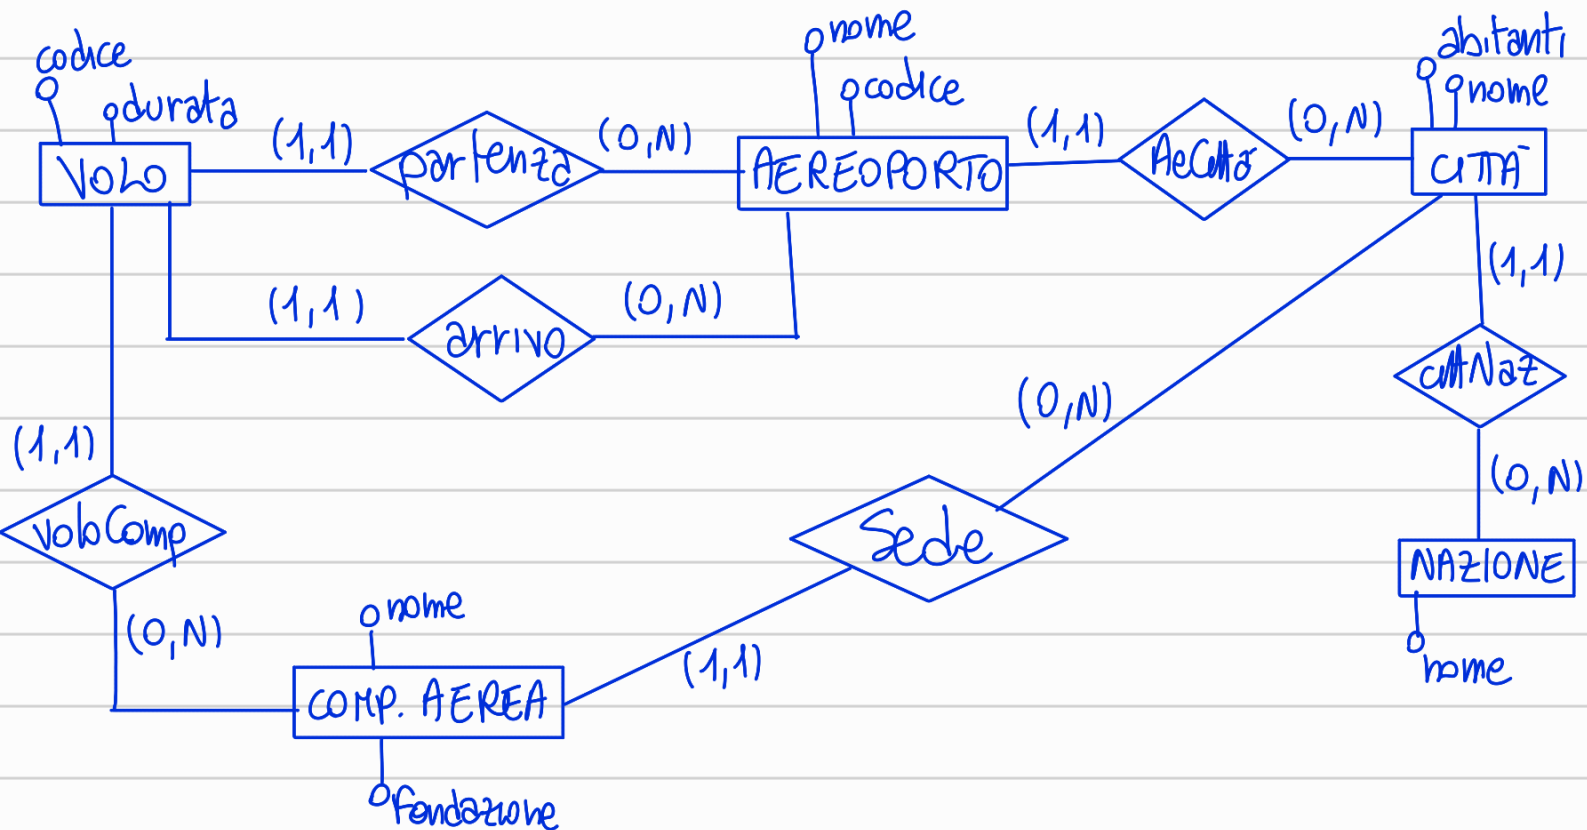 codice
durata
VOLO
(1,1)
partenza
(0,N)
nome
codice
AEREOPORTO
(1,1)
AeCittà
(0,N)
abitanti
nome
CITTÀ
(1,1)
arrivo
(0,N)
(1,1)
cittNaz
(0,N)
NAZIONE
nome
(0,N)
Sede
(1,1)
(1,1)
voloComp
(0,N)
nome
COMP. AEREA
fondazione